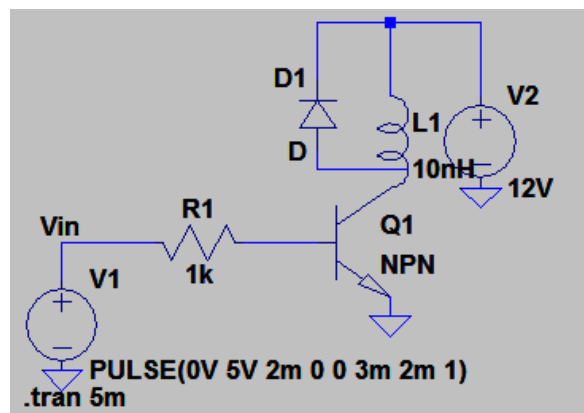 D1
V2
L1
D
10nH
12V
Vin
R1
Q1
1k
NPN
V1
PULSE(0V 5V 2m 0 0 3m 2m 1)
.tran 5m